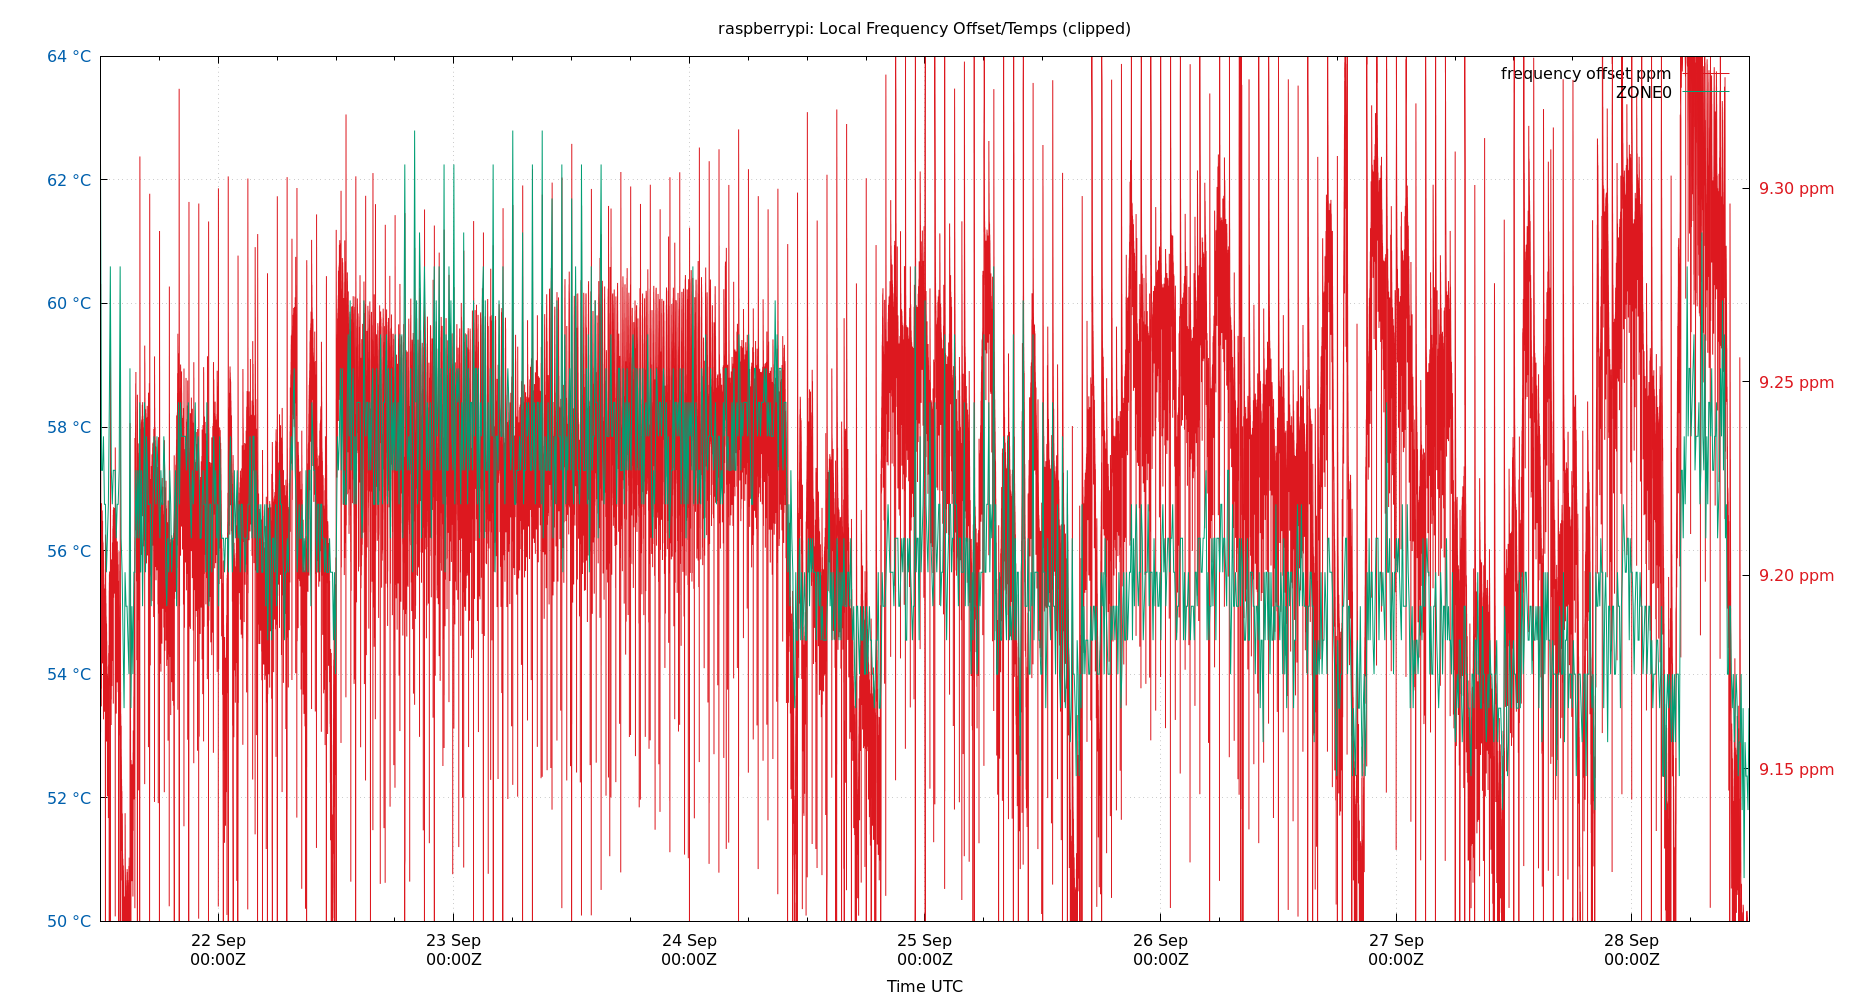 raspberrypi: Local Frequency Offset/Temps (clipped)
64 °C
62 °C
60 °C
58 °C
56 °C
54 °C
52 °C
50 °C
frequency offset ppm
ZONE0
9.30 ppm
9.25 ppm
9.20 ppm
9.15 ppm
22 Sep
00:00Z
23 Sep
00:00Z
24 Sep
00:00Z
25 Sep
00:00Z
26 Sep
00:00Z
27 Sep
00:00Z
28 Sep
00:00Z
Time UTC